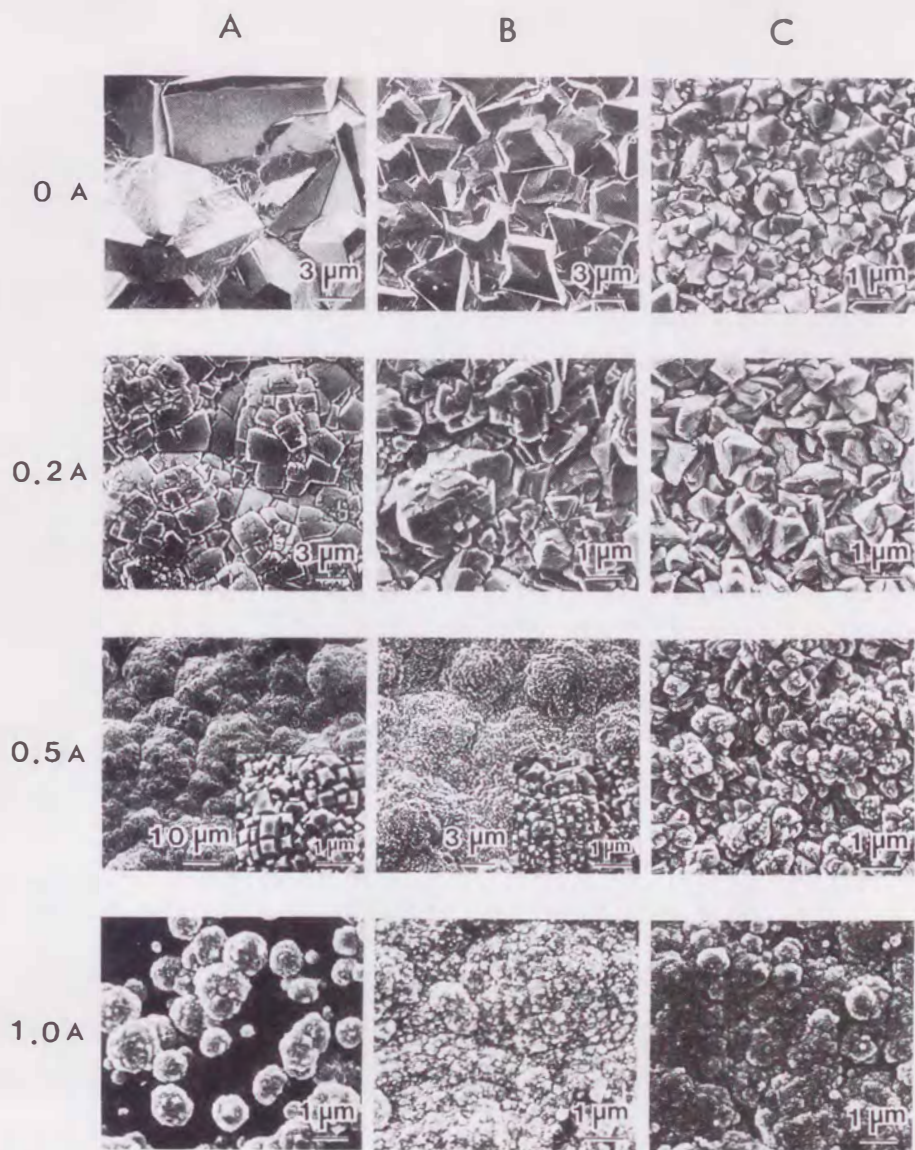 A B C
0 A
3 µm 3 µm 1 µm
0.2 A
3 µm 1 µm 1 µm
0.5 A
10 µm 1 µm 3 µm 1 µm 1 µm
1.0 A
1 µm 1 µm 1 µm